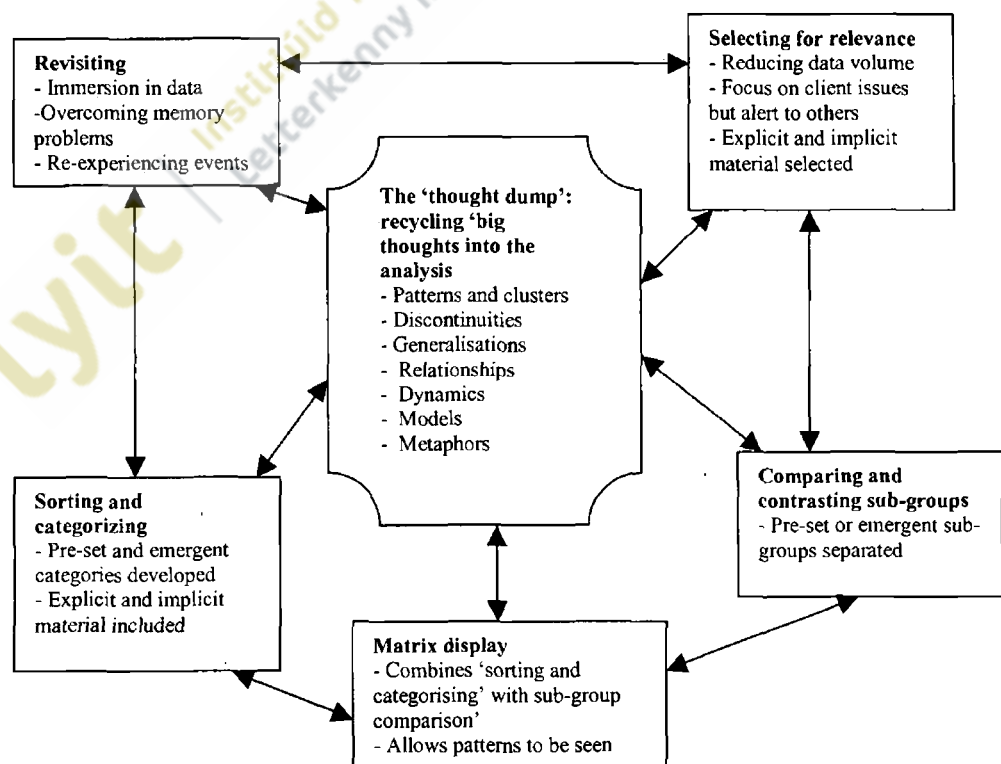 Revisiting
- Immersion in data
-Overcoming memory
problems
- Re-experiencing events
Selecting for relevance
- Reducing data volume
- Focus on client issues
but alert to others
- Explicit and implicit
material selected
The ‘thought dump’:
recycling ‘big
thoughts into the
analysis
- Patterns and clusters
- Discontinuities
- Generalisations
- Relationships
- Dynamics
- Models
- Metaphors
Sorting and
categorizing
- Pre-set and emergent
categories developed
- Explicit and implicit
material included
Comparing and
contrasting sub-groups
- Pre-set or emergent sub-
groups separated
Matrix display
- Combines ‘sorting and
categorising’ with sub-group
comparison’
- Allows patterns to be seen
lyit
Institiúid
Letterkenny